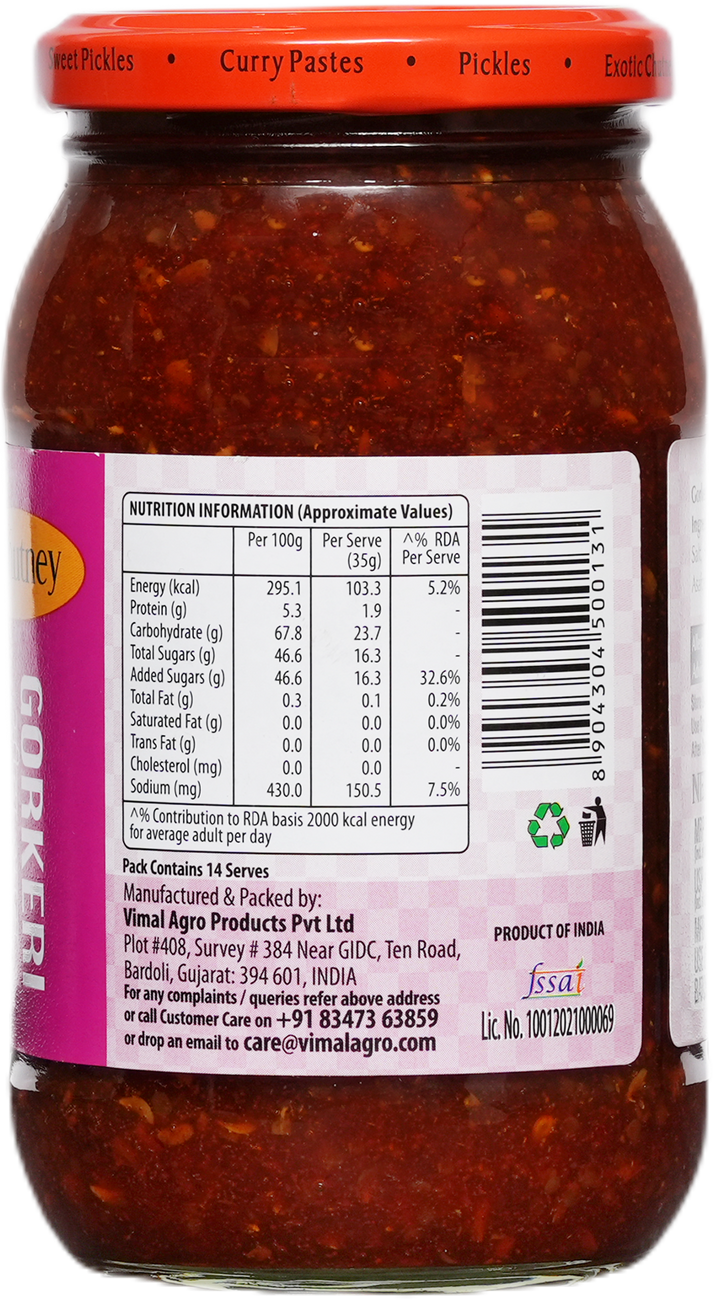 Sweet Pickles • Curry Pastes • Pickles • Exotic
GORKERI
NUTRITION INFORMATION (Approximate Values)
Per 100g Per Serve (35g) ^% RDA Per Serve
Energy (kcal) 295.1 103.3 5.2%
Protein (g) 5.3 1.9 -
Carbohydrate (g) 67.8 23.7 -
Total Sugars (g) 46.6 16.3 -
Added Sugars (g) 46.6 16.3 32.6%
Total Fat (g) 0.3 0.1 0.2%
Saturated Fat (g) 0.0 0.0 0.0%
Trans Fat (g) 0.0 0.0 0.0%
Cholesterol (mg) 0.0 0.0 -
Sodium (mg) 430.0 150.5 7.5%
^% Contribution to RDA basis 2000 kcal energy
for average adult per day
8 904304 500131
Pack Contains 14 Serves
Manufactured & Packed by:
Vimal Agro Products Pvt Ltd
Plot #408, Survey # 384 Near GIDC, Ten Road,
Bardoli, Gujarat: 394 601, INDIA
For any complaints / queries refer above address
or call Customer Care on +91 83473 63859
or drop an email to care@vimalagro.com
PRODUCT OF INDIA
fssai
Lic. No. 10012021000069